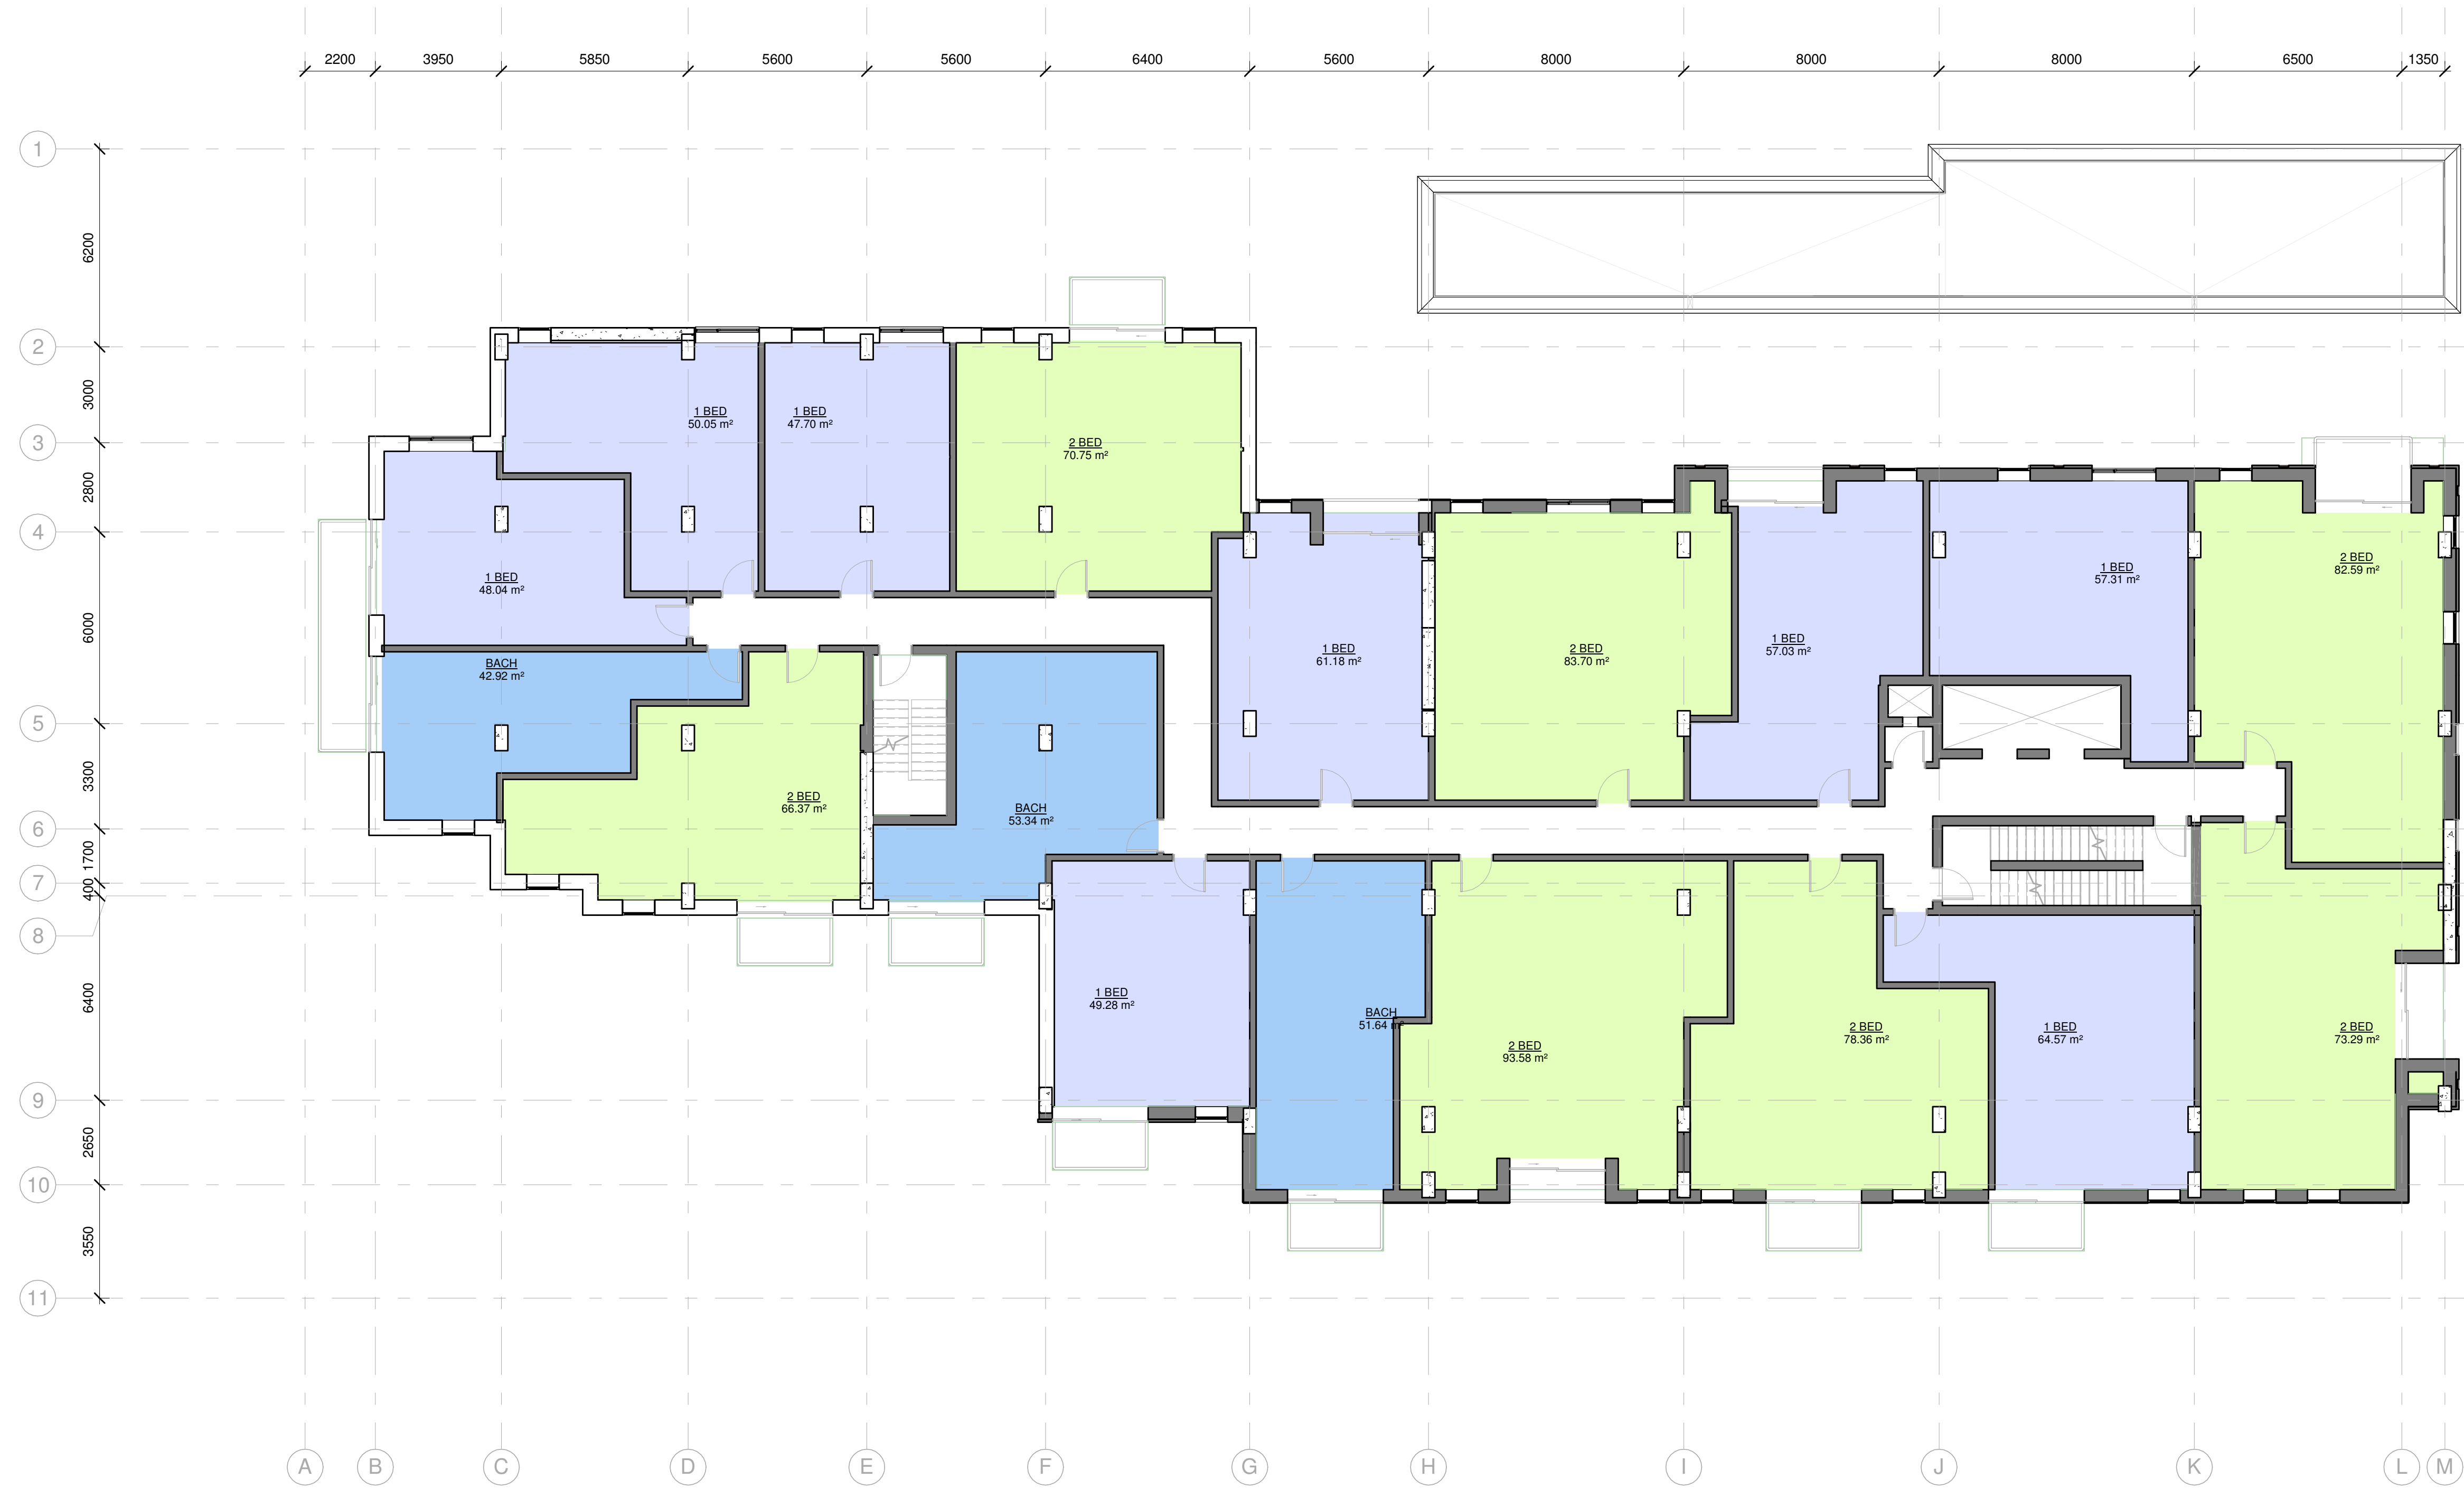 2200 3950 5850 5600 5600 6400 5600 8000 8000 8000 6500 1350
1
6200
2
3000
3
2800
4
6000
5
3300
6
1700
7
400
8
6400
9
2650
10
3550
11
1 BED
50.05 m²
1 BED
47.70 m²
2 BED
70.75 m²
1 BED
48.04 m²
BACH
42.92 m²
2 BED
66.37 m²
BACH
53.34 m²
1 BED
61.18 m²
2 BED
83.70 m²
1 BED
57.03 m²
1 BED
57.31 m²
2 BED
82.59 m²
1 BED
49.28 m²
BACH
51.64 m²
2 BED
93.58 m²
2 BED
78.36 m²
1 BED
64.57 m²
2 BED
73.29 m²
A B C D E F G H I J K L M